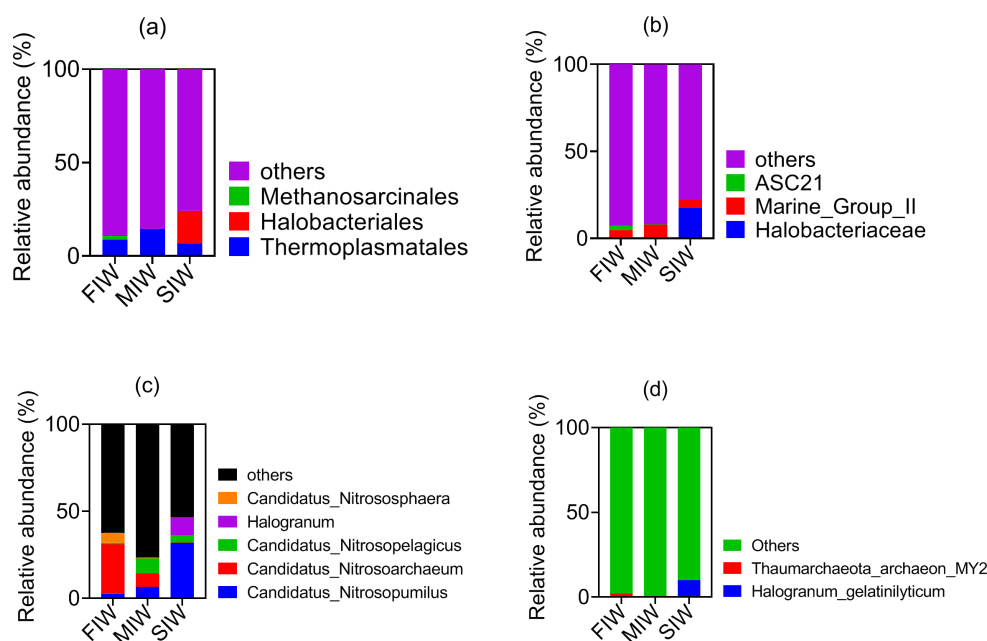 (a)
Relative abundance (%)
100
50
0
FIW
MIW
SIW
others
Methanosarcinales
Halobacteriales
Thermoplasmatales
(b)
Relative abundance (%)
100
50
0
FIW
MIW
SIW
others
ASC21
Marine_Group_II
Halobacteriaceae
(c)
Relative abundance (%)
100
50
0
FIW
MIW
SIW
others
Candidatus_Nitrososphaera
Halogranum
Candidatus_Nitrosopelagicus
Candidatus_Nitrosoarchaeum
Candidatus_Nitrosopumilus
(d)
Relative abundance (%)
100
50
0
FIW
MIW
SIW
Others
Thaumarchaeota_archaeon_MY2
Halogranum_gelatinilyticum